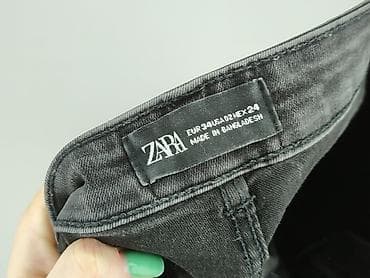 ZARA
EUR 34 USA 02 MEX 24
MADE IN BANGLADESH